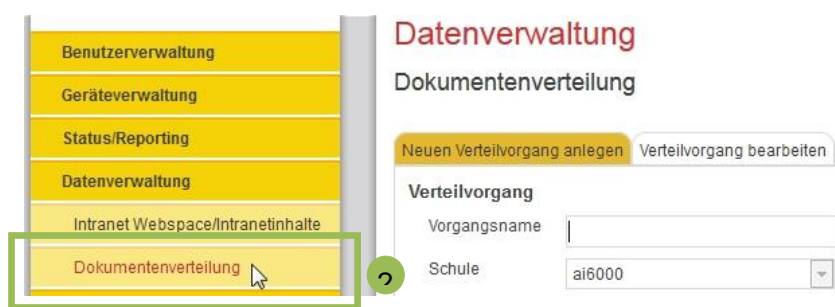 Benutzerverwaltung
Geräteverwaltung
Status/Reporting
Datenverwaltung
Intranet Webspace/Intranetinhalte
Dokumentenverteilung
Datenverwaltung
Dokumentenverteilung
Neuen Verteilvorgang anlegen Verteilvorgang bearbeiten
Verteilvorgang
Vorgangsname
Schule ai6000